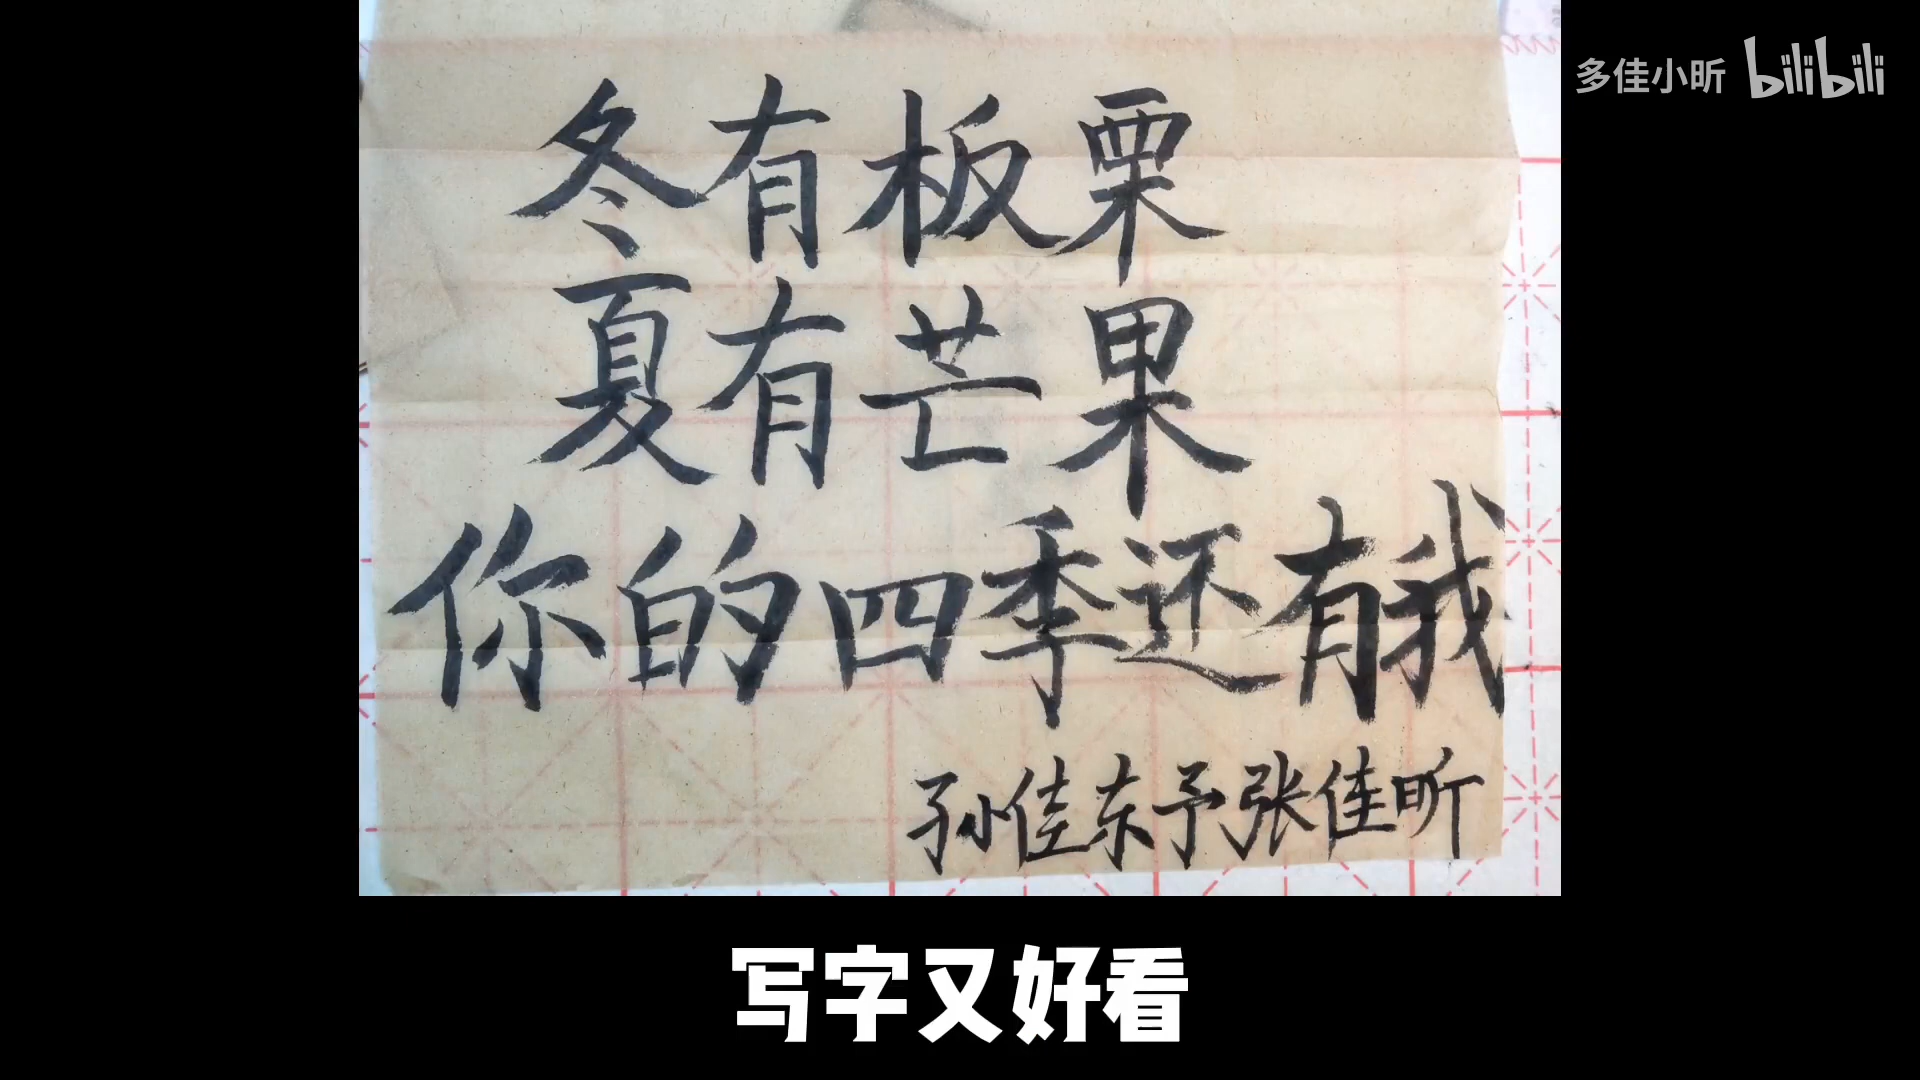 多佳小昕 bilibili
冬有板栗
夏有芒果
你的四季还有我
孙佳东予张佳昕
写字又好看